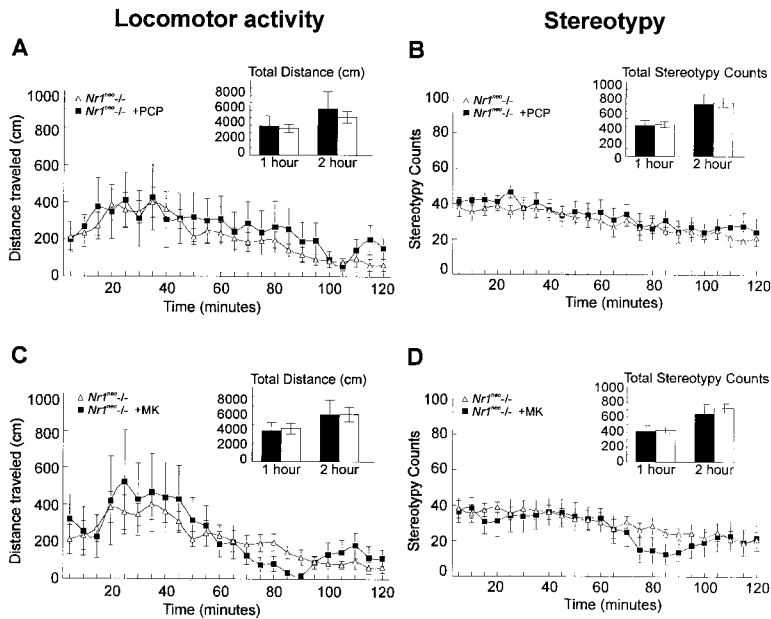 Locomotor activity
Stereotypy
A
Total Distance (cm)
Nr1neo-/-
Nr1neo-/- +PCP
8000
6000
4000
2000
0
1 hour
2 hour
1000
800
600
400
200
0
Distance traveled (cm)
20
40
60
80
100
120
Time (minutes)
B
Total Stereotypy Counts
Nr1neo-/-
Nr1neo-/- +PCP
800
600
400
200
0
1 hour
2 hour
100
80
60
40
20
0
Stereotypy Counts
20
40
60
80
100
120
Time (minutes)
C
Total Distance (cm)
Nr1neo-/-
Nr1neo-/- +MK
8000
6000
4000
2000
0
1 hour
2 hour
1000
800
600
400
200
0
Distance traveled (cm)
20
40
60
80
100
120
Time (minutes)
D
Total Stereotypy Counts
Nr1neo-/-
Nr1neo-/- +MK
1000
800
600
400
200
0
1 hour
2 hour
100
80
60
40
20
0
Stereotypy Counts
20
40
60
80
100
120
Time (minutes)